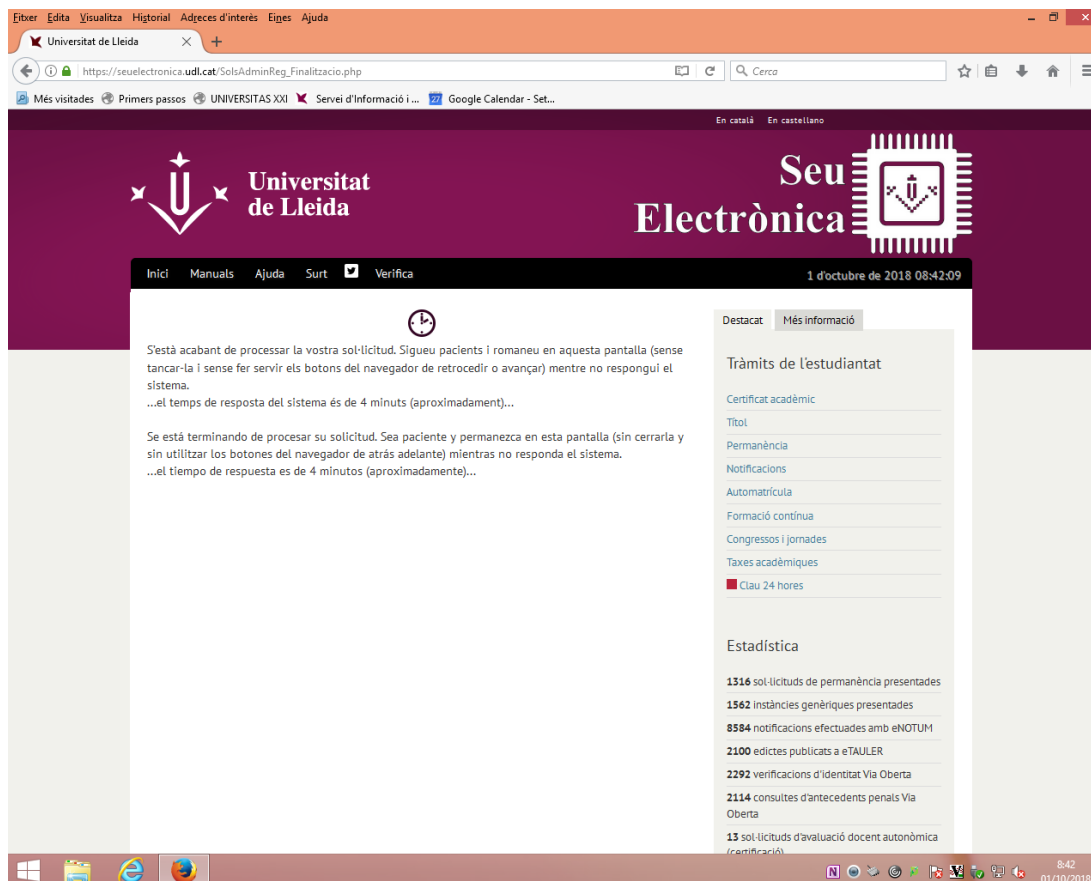 Fitxer Edita Visualitza Historial Adreces d'interès Eines Ajuda
Universitat de Lleida
https://seuelectronica.udl.cat/SolsAdminReg_Finalitzacio.php
Cerca
Més visitades Primers passos UNIVERSITAS XXI Servei d'Informació i ... 27 Google Calendar - Set...
En català En castellano
Universitat
de Lleida
Seu
Electrònica
Inici Manuals Ajuda Surt Verifica
1 d'octubre de 2018 08:42:09
Destacat Més informació
S'està acabant de processar la vostra sol·licitud. Sigueu pacients i romaneu en aquesta pantalla (sense
tancar-la i sense fer servir els botons del navegador de retrocedir o avançar) mentre no respongui el
sistema.
...el temps de resposta del sistema és de 4 minuts (aproximadament)...
Se está terminando de procesar su solicitud. Sea paciente y permanezca en esta pantalla (sin cerrarla y
sin utilitzar los botones del navegador de atrás adelante) mientras no responda el sistema.
...el tiempo de respuesta es de 4 minutos (aproximadamente)...
Tràmits de l'estudiantat
Certificat acadèmic
Títol
Permanència
Notificacions
Automatrícula
Formació contínua
Congressos i jornades
Taxes acadèmiques
Clau 24 hores
Estadística
1316 sol·licituds de permanència presentades
1562 instàncies genèriques presentades
8584 notificacions efectuades amb eNOTUM
2100 edictes publicats a eTAULER
2292 verificacions d'identitat Via Oberta
2114 consultes d'antecedents penals Via
Oberta
13 sol·licituds d'avaluació docent autonòmica
(certificació)
8:42
01/10/2018